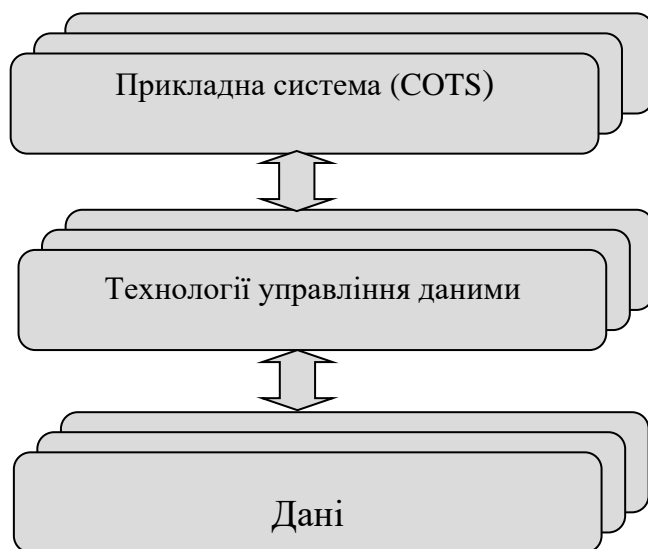 Прикладна система (COTS)
Технології управління даними
Дані